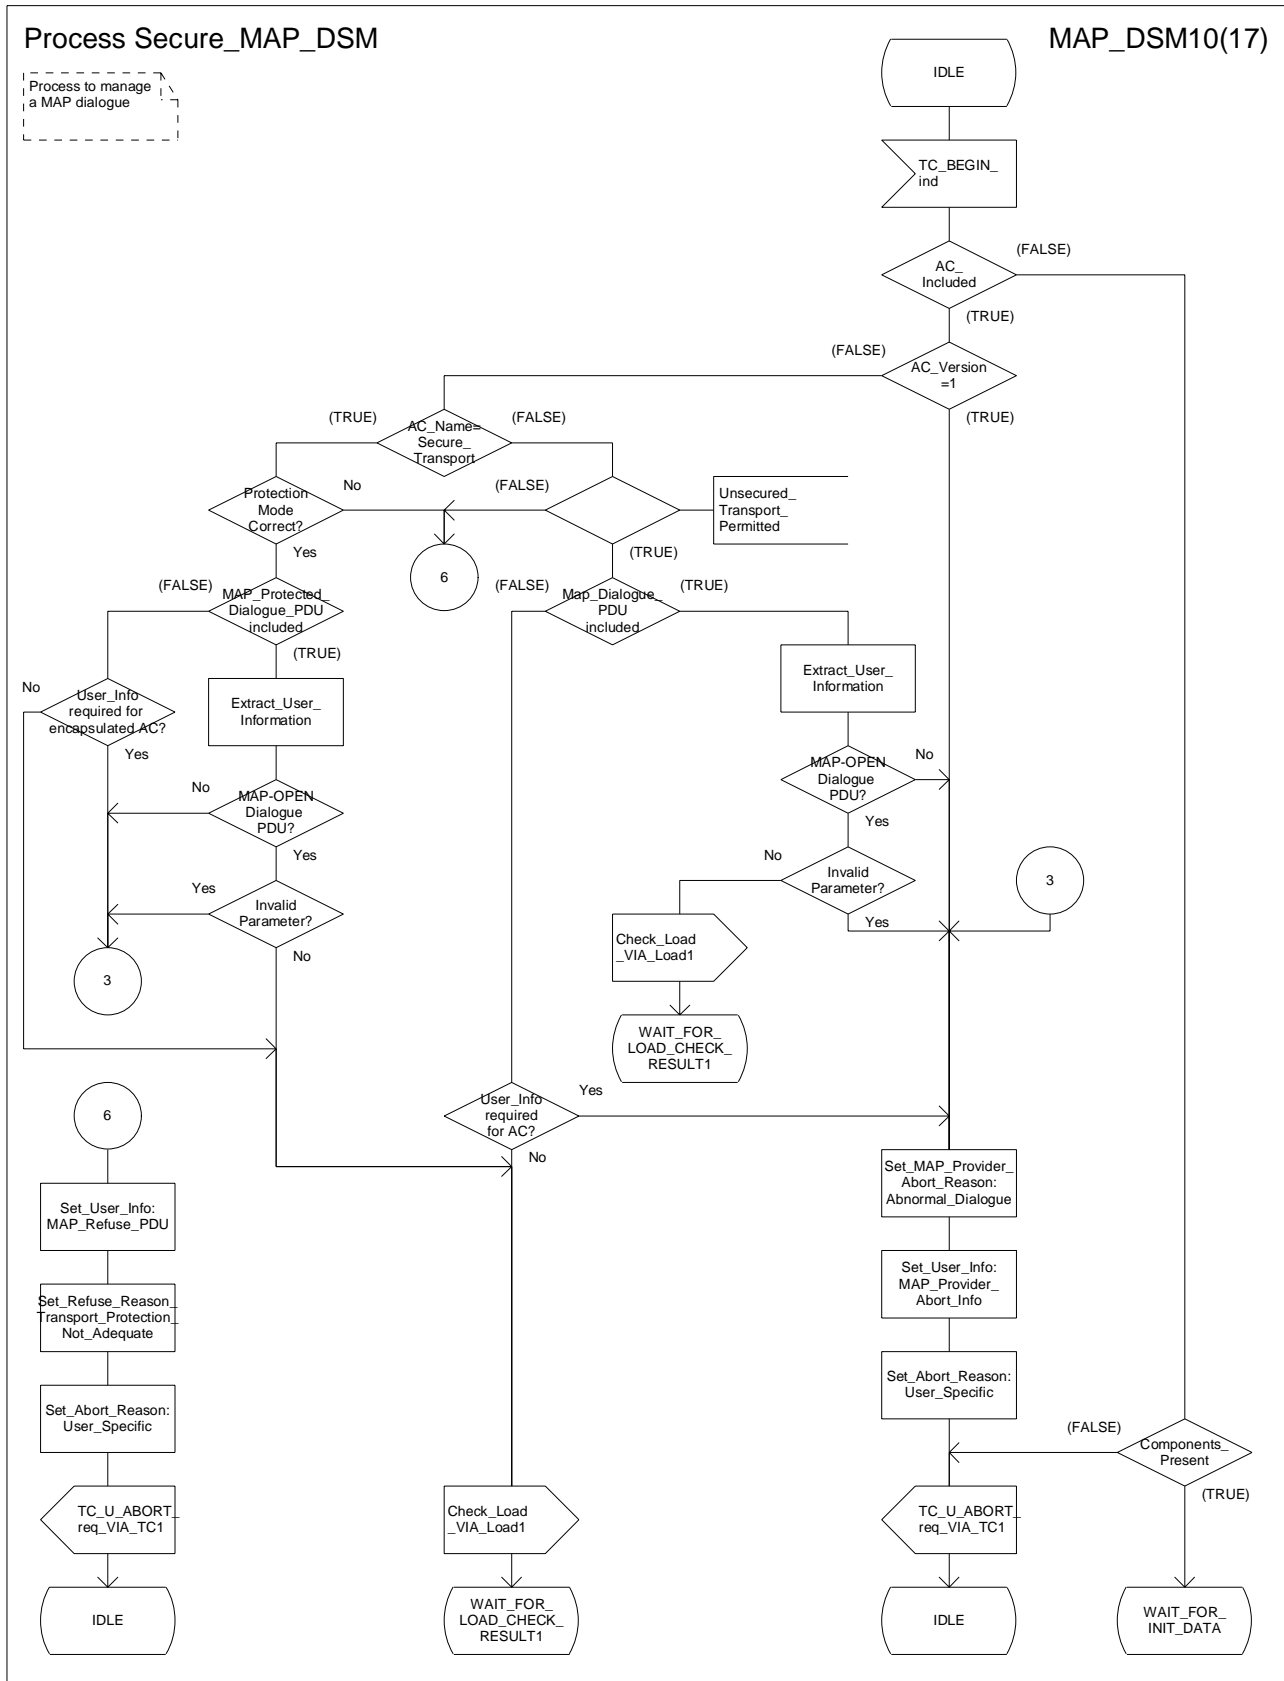 Process Secure_MAP_DSM
MAP_DSM10(17)
Process to manage
a MAP dialogue
IDLE
TC_BEGIN_
ind
(FALSE)
AC_
Included
(TRUE)
(FALSE)
AC_Version
=1
(TRUE)
(TRUE)
AC_Name=
Secure_
Transport
(FALSE)
Protection
Mode
Correct?
No
Yes
(FALSE)
(TRUE)
Unsecured_
Transport_
Permitted
6
(FALSE)
MAP_Protected_
Dialogue_PDU
included
(TRUE)
(FALSE)
Map_Dialogue_
PDU
included
(TRUE)
Extract_User_
Information
No
User_Info
required for
encapsulated AC?
Yes
Extract_User_
Information
MAP-OPEN
Dialogue
PDU?
No
Yes
No
MAP-OPEN
Dialogue
PDU?
Yes
No
Invalid
Parameter?
Yes
3
Yes
Invalid
Parameter?
No
Check_Load
_VIA_Load1
3
WAIT_FOR_
LOAD_CHECK_
RESULT1
6
User_Info
required
for AC?
Yes
No
Set_MAP_Provider_
Abort_Reason:
Abnormal_Dialogue
Set_User_Info:
MAP_Refuse_PDU
Set_User_Info:
MAP_Provider_
Abort_Info
Set_Refuse_Reason_
Transport_Protection_
Not_Adequate
Set_Abort_Reason:
User_Specific
Set_Abort_Reason:
User_Specific
(FALSE)
Components_
Present
(TRUE)
TC_U_ABORT_
req_VIA_TC1
Check_Load
_VIA_Load1
TC_U_ABORT_
req_VIA_TC1
IDLE
WAIT_FOR_
LOAD_CHECK_
RESULT1
IDLE
WAIT_FOR_
INIT_DATA